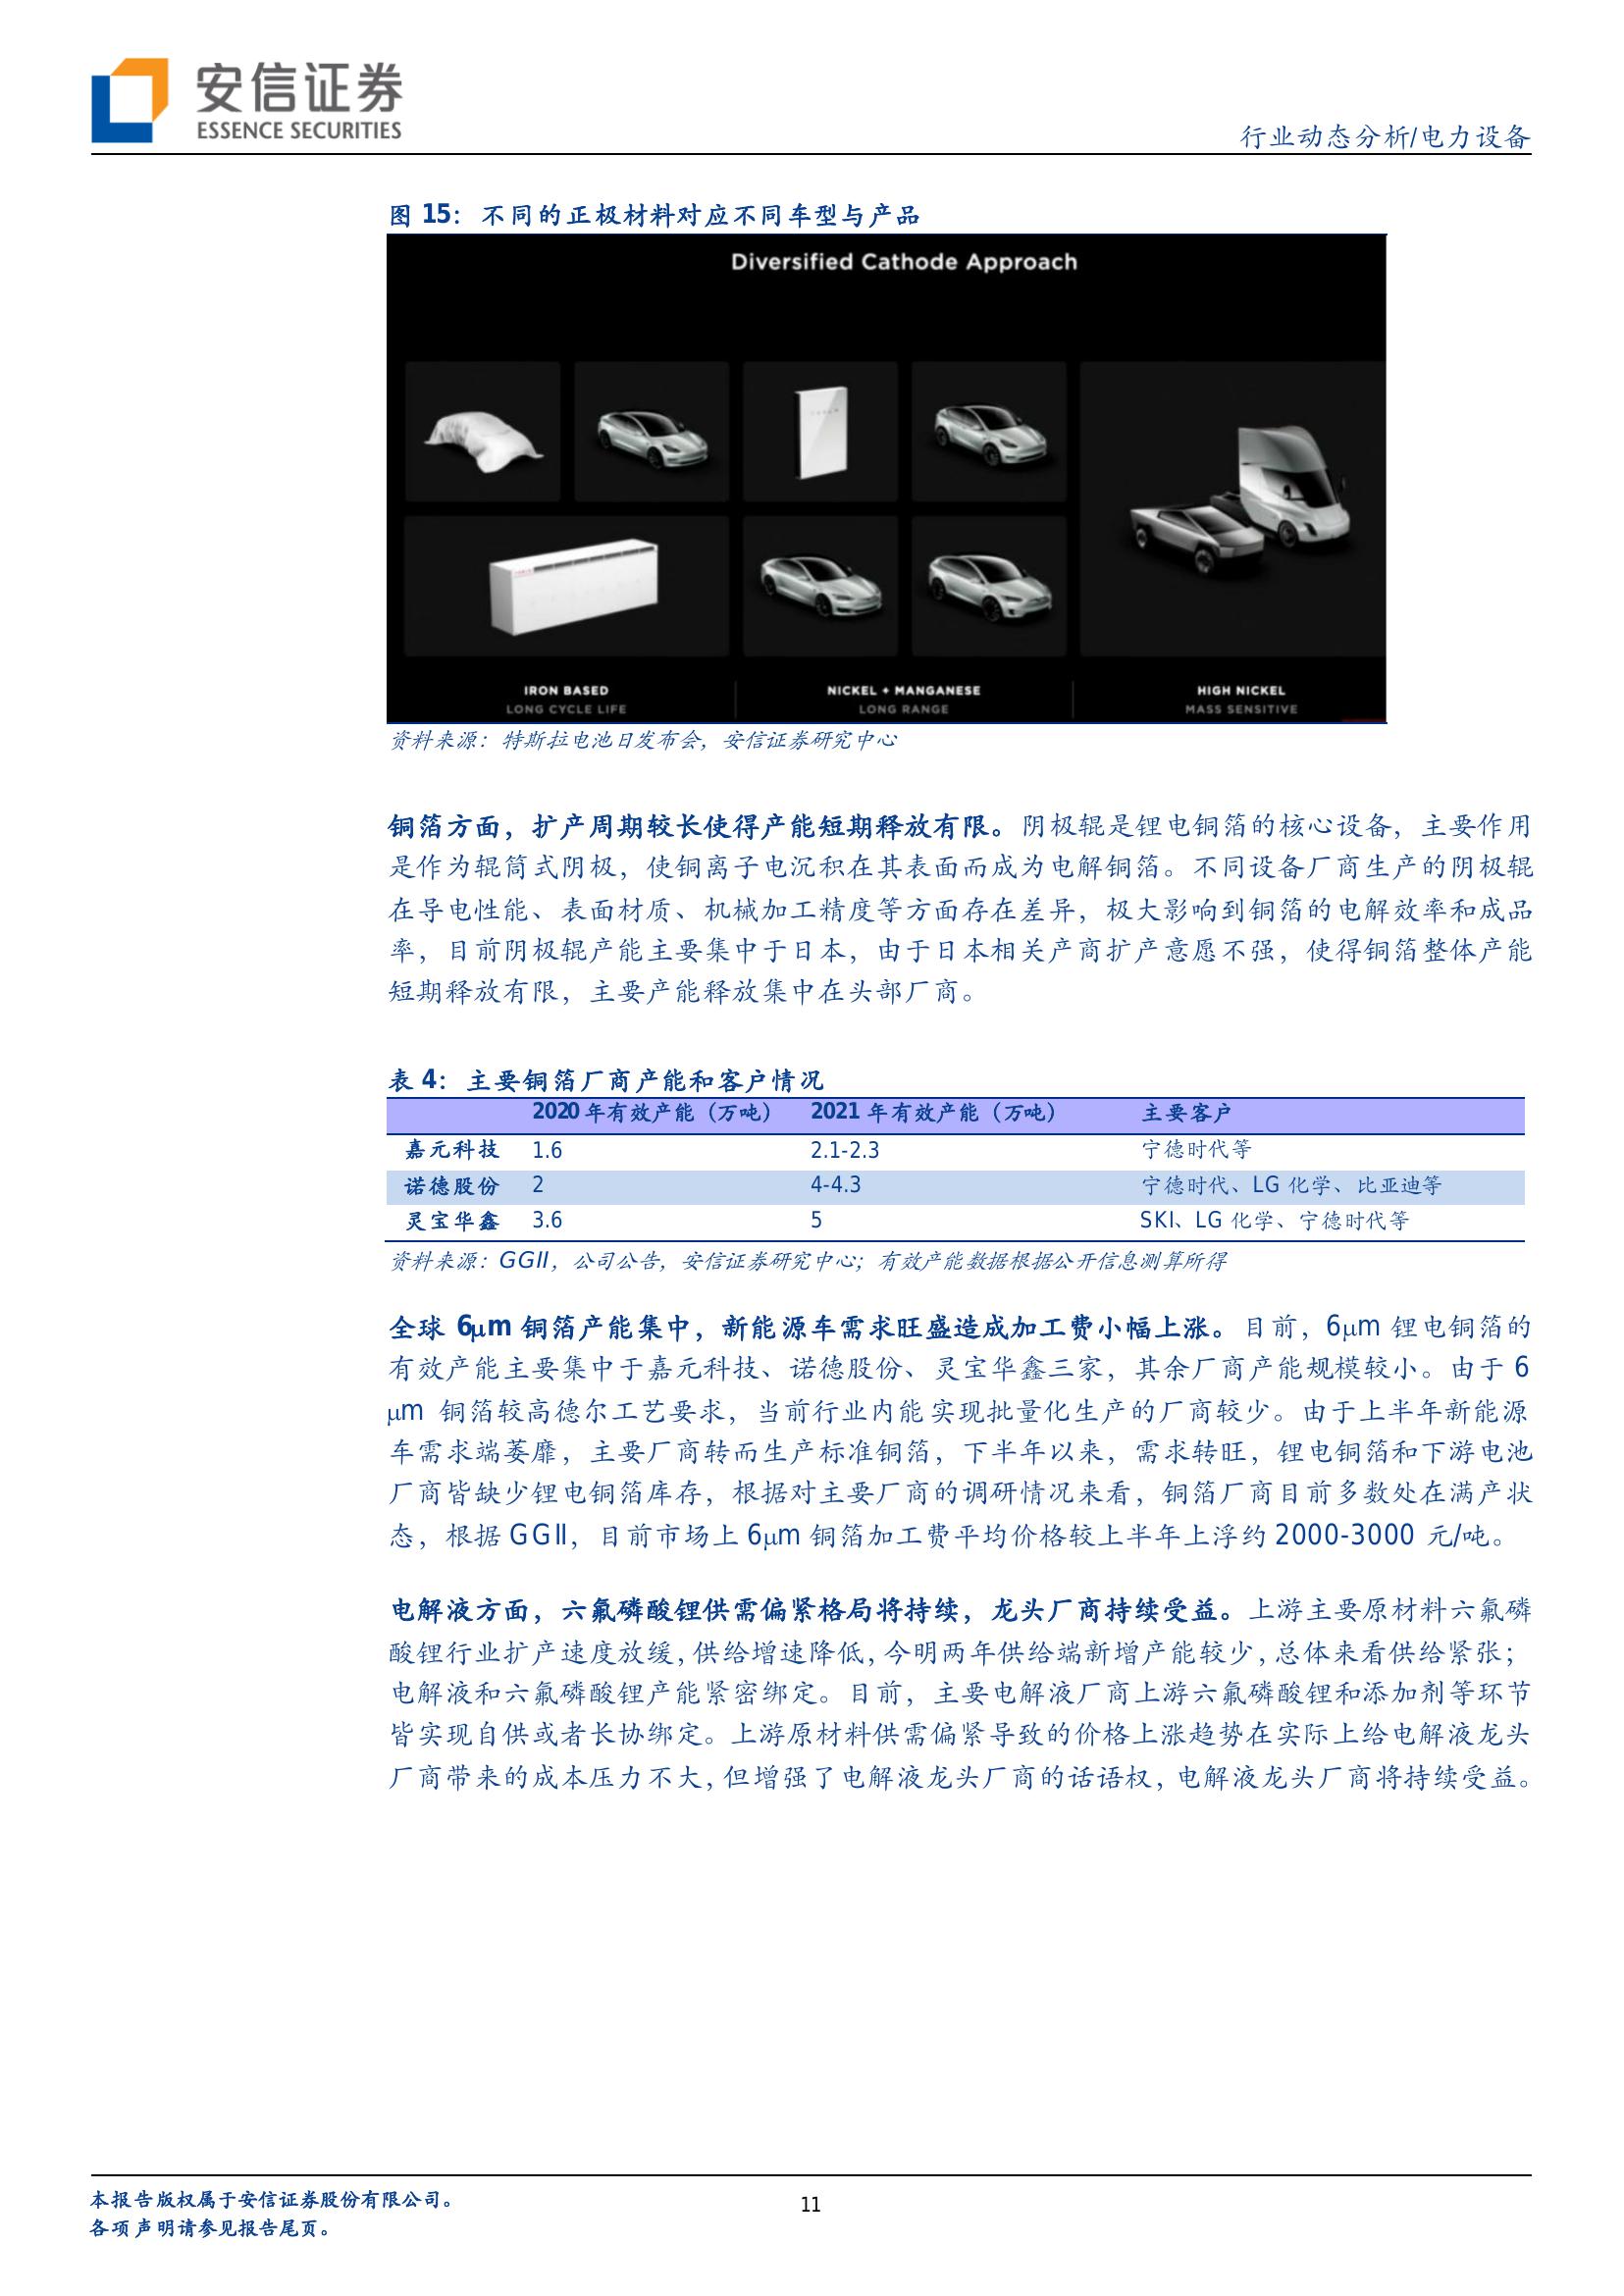 安信证券
ESSENCE SECURITIES
行业动态分析/电力设备
图 15：不同的正极材料对应不同车型与产品
Diversified Cathode Approach
IRON BASED
LONG CYCLE LIFE
NICKEL + MANGANESE
LONG RANGE
HIGH NICKEL
MASS SENSITIVE
资料来源：特斯拉电池日发布会，安信证券研究中心
铜箔方面，扩产周期较长使得产能短期释放有限。阴极辊是锂电铜箔的核心设备，主要作用
是作为辊筒式阴极，使铜离子电沉积在其表面而成为电解铜箔。不同设备厂商生产的阴极辊
在导电性能、表面材质、机械加工精度等方面存在差异，极大影响到铜箔的电解效率和成品
率，目前阴极辊产能主要集中于日本，由于日本相关产商扩产意愿不强，使得铜箔整体产能
短期释放有限，主要产能释放集中在头部厂商。
表 4：主要铜箔厂商产能和客户情况
2020 年有效产能（万吨） 2021 年有效产能（万吨） 主要客户
嘉元科技 1.6 2.1-2.3 宁德时代等
诺德股份 2 4-4.3 宁德时代、LG 化学、比亚迪等
灵宝华鑫 3.6 5 SKI、LG 化学、宁德时代等
资料来源：GGII，公司公告，安信证券研究中心；有效产能数据根据公开信息测算所得
全球 6μm 铜箔产能集中，新能源车需求旺盛造成加工费小幅上涨。目前，6μm 锂电铜箔的
有效产能主要集中于嘉元科技、诺德股份、灵宝华鑫三家，其余厂商产能规模较小。由于 6
μm 铜箔较高德尔工艺要求，当前行业内能实现批量化生产的厂商较少。由于上半年新能源
车需求端萎靡，主要厂商转而生产标准铜箔，下半年以来，需求转旺，锂电铜箔和下游电池
厂商皆缺少锂电铜箔库存，根据对主要厂商的调研情况来看，铜箔厂商目前多数处在满产状
态，根据 GGII，目前市场上 6μm 铜箔加工费平均价格较上半年上浮约 2000-3000 元/吨。
电解液方面，六氟磷酸锂供需偏紧格局将持续，龙头厂商持续受益。上游主要原材料六氟磷
酸锂行业扩产速度放缓，供给增速降低，今明两年供给端新增产能较少，总体来看供给紧张；
电解液和六氟磷酸锂产能紧密绑定。目前，主要电解液厂商上游六氟磷酸锂和添加剂等环节
皆实现自供或者长协绑定。上游原材料供需偏紧导致的价格上涨趋势在实际上给电解液龙头
厂商带来的成本压力不大，但增强了电解液龙头厂商的话语权，电解液龙头厂商将持续受益。
本报告版权属于安信证券股份有限公司。
11
各项声明请参见报告尾页。